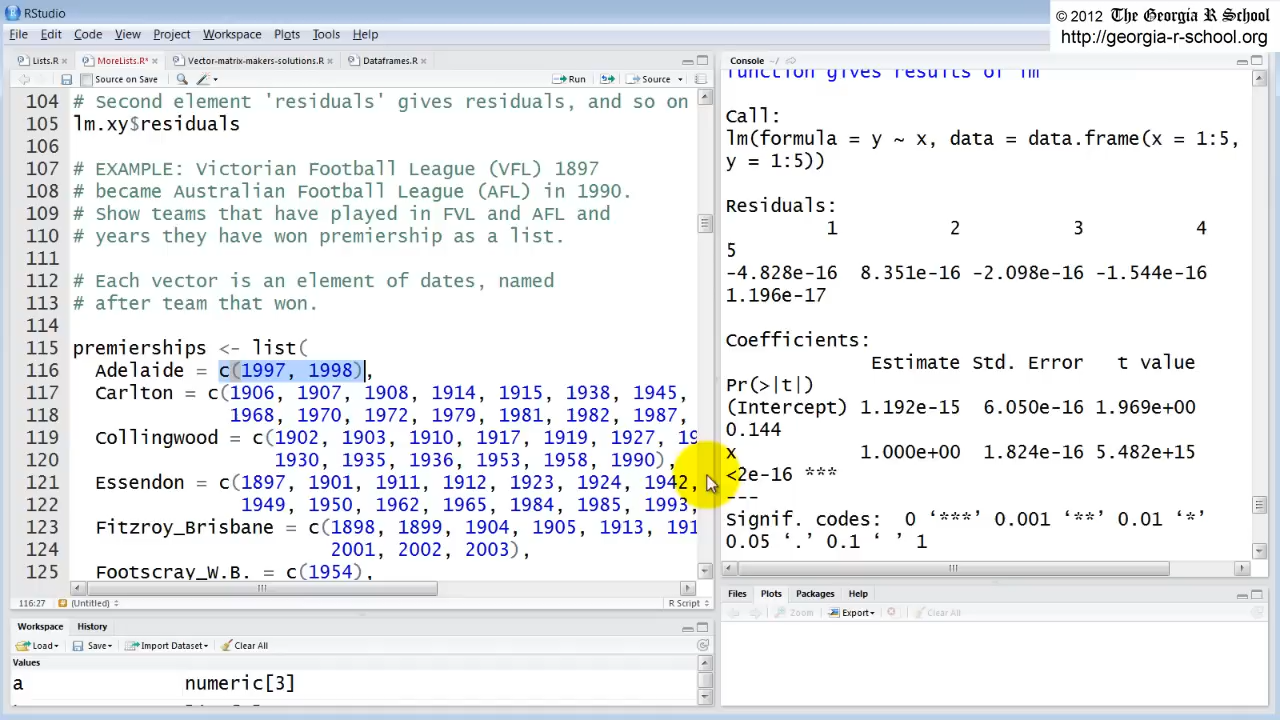 RStudio
© 2012 The Georgia R School
http://georgia-r-school.org
File Edit Code View Project Workspace Plots Tools Help
Lists.R × MoreLists.R* × Vector-matrix-makers-solutions.R × Dataframes.R ×
Source on Save Run Source
104 # Second element 'residuals' gives residuals, and so on
105 lm.xy$residuals
106
107 # EXAMPLE: Victorian Football League (VFL) 1897
108 # became Australian Football League (AFL) in 1990.
109 # Show teams that have played in FVL and AFL and
110 # years they have won premiership as a list.
111
112 # Each vector is an element of dates, named
113 # after team that won.
114
115 premierships <- list(
116 Adelaide = c(1997, 1998),
117 Carlton = c(1906, 1907, 1908, 1914, 1915, 1938, 1945,
118 1968, 1970, 1972, 1979, 1981, 1982, 1987,
119 Collingwood = c(1902, 1903, 1910, 1917, 1919, 1927, 19
120 1930, 1935, 1936, 1953, 1958, 1990),
121 Essendon = c(1897, 1901, 1911, 1912, 1923, 1924, 1942,
122 1949, 1950, 1962, 1965, 1984, 1985, 1993,
123 Fitzroy_Brisbane = c(1898, 1899, 1904, 1905, 1913, 191
124 2001, 2002, 2003),
125 Footscray_W.B. = c(1954),
116:27 (Untitled) R Script
Workspace History
Load Save Import Dataset Clear All
Values
a numeric[3]
Console ~/
function gives results of lm
Call:
lm(formula = y ~ x, data = data.frame(x = 1:5,
y = 1:5))
Residuals:
1 2 3 4
5
-4.828e-16 8.351e-16 -2.098e-16 -1.544e-16
1.196e-17
Coefficients:
Estimate Std. Error t value
Pr(>|t|)
(Intercept) 1.192e-15 6.050e-16 1.969e+00
0.144
x 1.000e+00 1.824e-16 5.482e+15
<2e-16 ***
---
Signif. codes: 0 ‘***’ 0.001 ‘**’ 0.01 ‘*’
0.05 ‘.’ 0.1 ‘ ’ 1
Files Plots Packages Help
Zoom Export Clear All